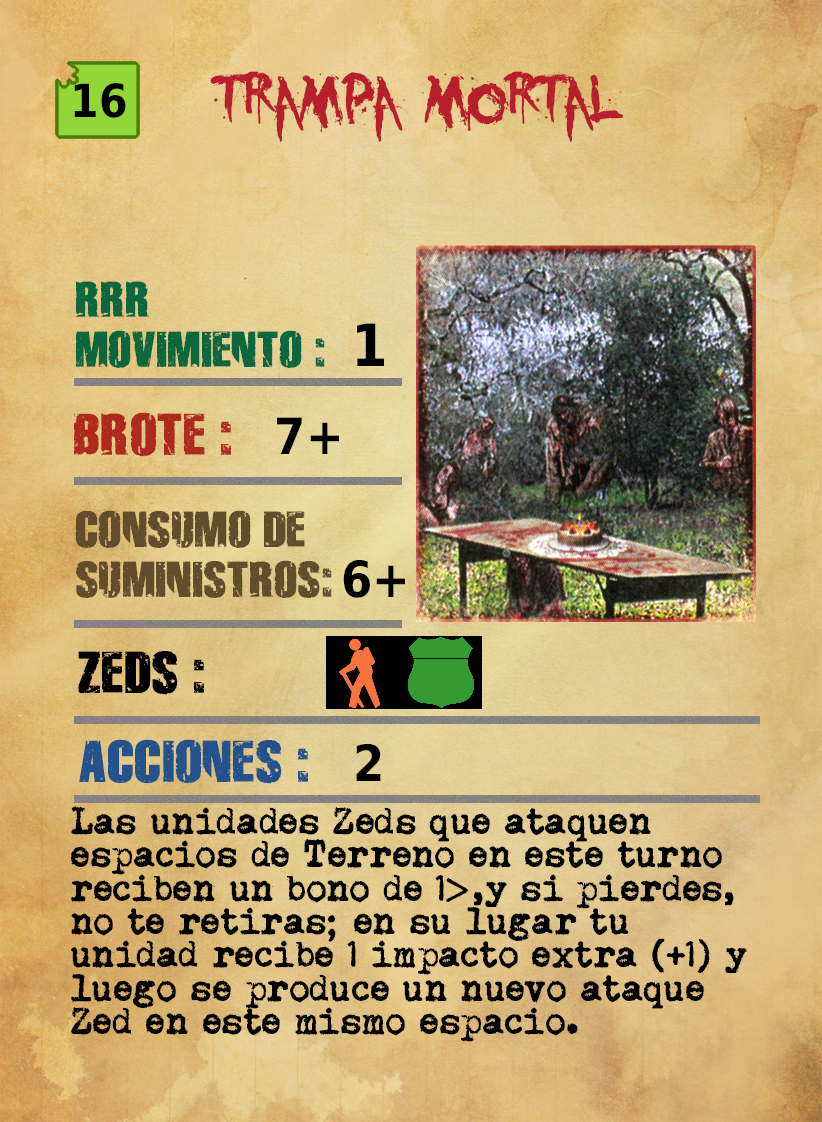 16
TRAMPA MORTAL
RRR
MOVIMIENTO : 1
BROTE : 7+
CONSUMO DE
SUMINISTROS: 6+
ZEDS :
ACCIONES : 2
Las unidades Zeds que ataquen
espacios de Terreno en este turno
reciben un bono de 1>,y si pierdes,
no te retiras; en su lugar tu
unidad recibe 1 impacto extra (+1) y
luego se produce un nuevo ataque
Zed en este mismo espacio.